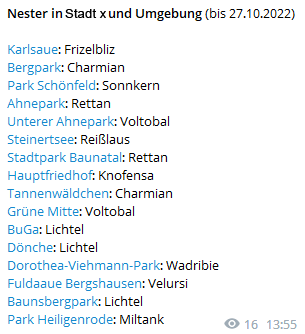 Nester in Stadt x und Umgebung (bis 27.10.2022)
Karlsaue: Frizelbliz
Bergpark: Charmian
Park Schönfeld: Sonnkern
Ahnepark: Rettan
Unterer Ahnepark: Voltobal
Steinertsee: Reißlaus
Stadtpark Baunatal: Rettan
Hauptfriedhof: Knofensa
Tannenwäldchen: Charmian
Grüne Mitte: Voltobal
BuGa: Lichtel
Dönche: Lichtel
Dorothea-Viehmann-Park: Wadribie
Fuldaaue Bergshausen: Velursi
Baunsbergpark: Lichtel
Park Heiligenrode: Miltank
16 13:55